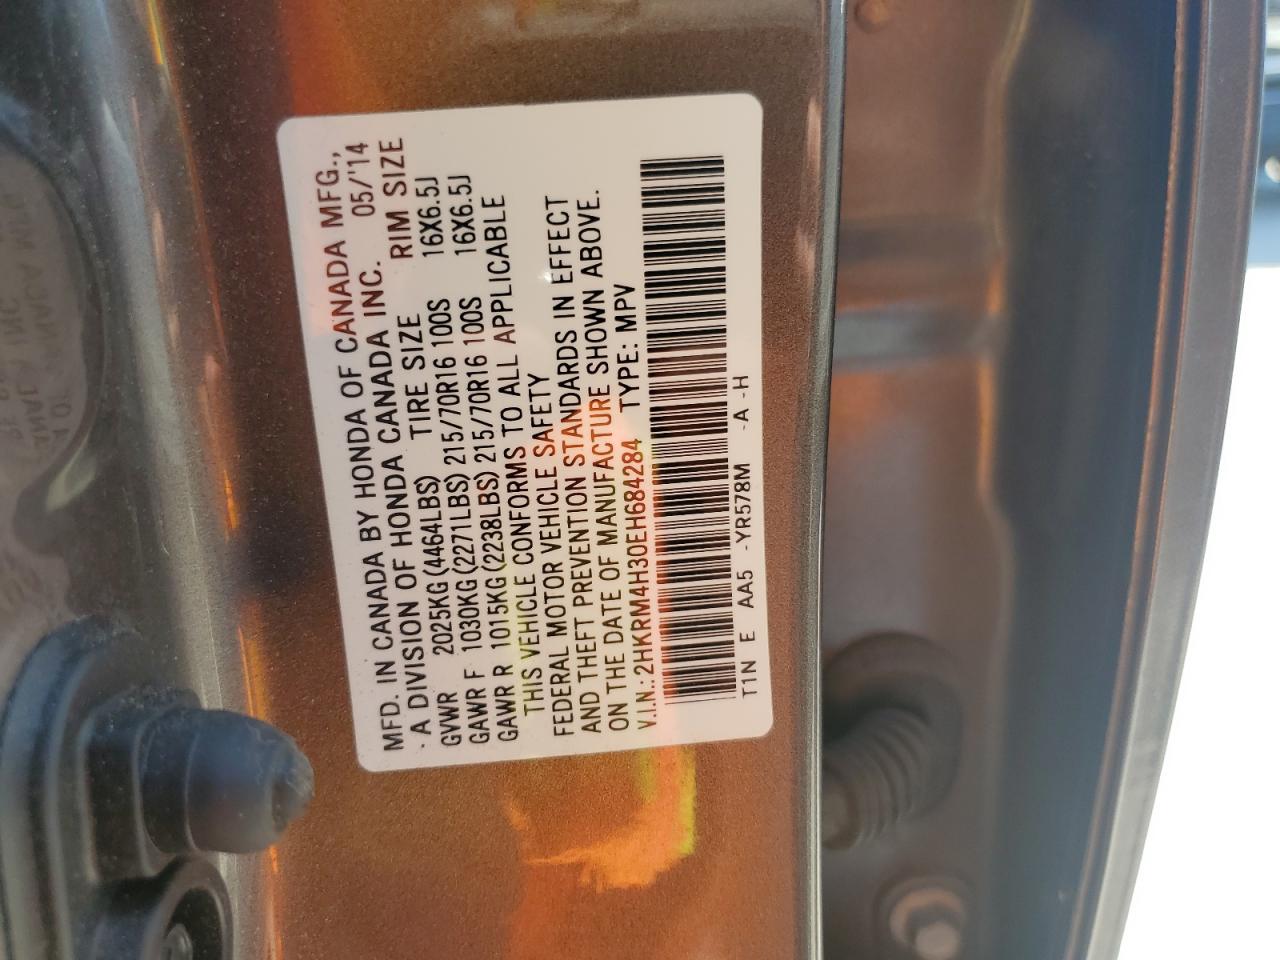 MFD. IN CANADA BY HONDA OF CANADA MFG.,
A DIVISION OF HONDA CANADA INC. 05/'14
GVWR 2025KG (4464LBS) TIRE SIZE RIM SIZE
GAWR F 1030KG (2271LBS) 215/70R16 100S 16X6.5J
GAWR R 1015KG (2238LBS) 215/70R16 100S 16X6.5J
THIS VEHICLE CONFORMS TO ALL APPLICABLE
FEDERAL MOTOR VEHICLE SAFETY
AND THEFT PREVENTION STANDARDS IN EFFECT
ON THE DATE OF MANUFACTURE SHOWN ABOVE.
V.I.N.: 2HKRM4H30EH684284 TYPE: MPV
T1N E AA5 -YR578M -A -H